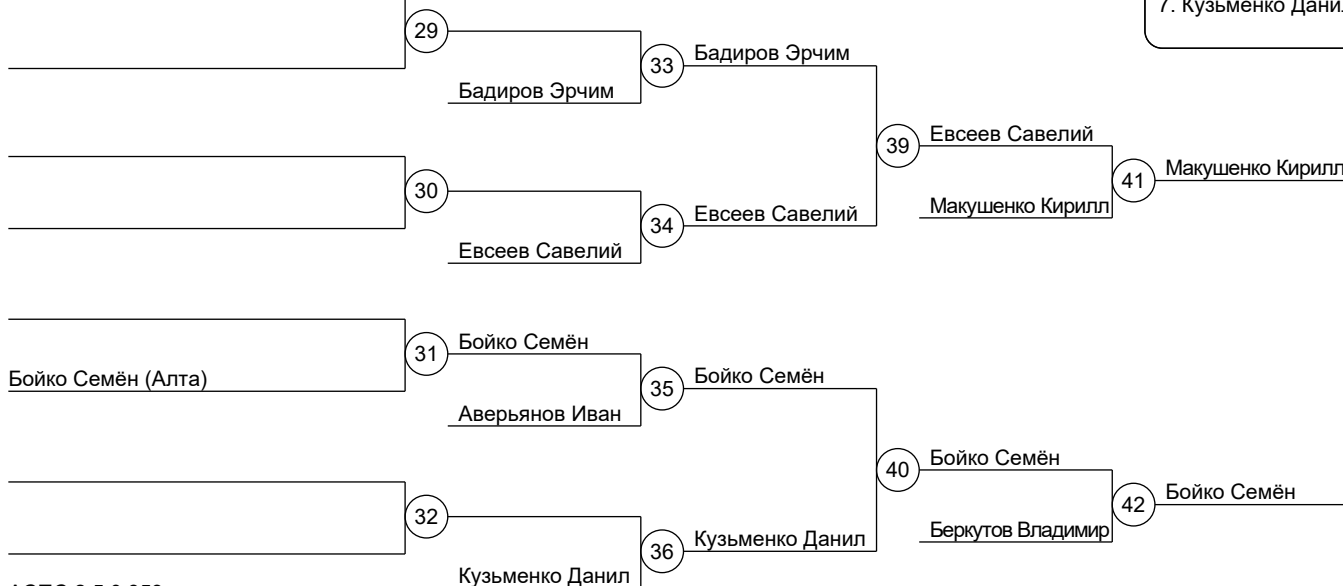 7. Кузьменко Данил
29
Бадиров Эрчим
33
Бадиров Эрчим
39
Евсеев Савелий
41
Макушенко Кирилл
Макушенко Кирилл
30
34
Евсеев Савелий
Евсеев Савелий
31
Бойко Семён
35
Бойко Семён
Бойко Семён (Алта)
Аверьянов Иван
40
Бойко Семён
42
Бойко Семён
Беркутов Владимир
32
36
Кузьменко Данил
Кузьменко Данил